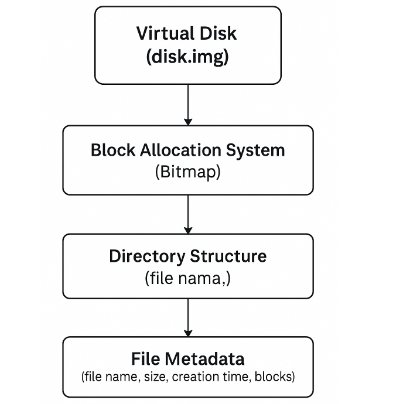 Virtual Disk
(disk.img)
Block Allocation System
(Bitmap)
Directory Structure
(file nama,)
File Metadata
(file name, size, creation time, blocks)